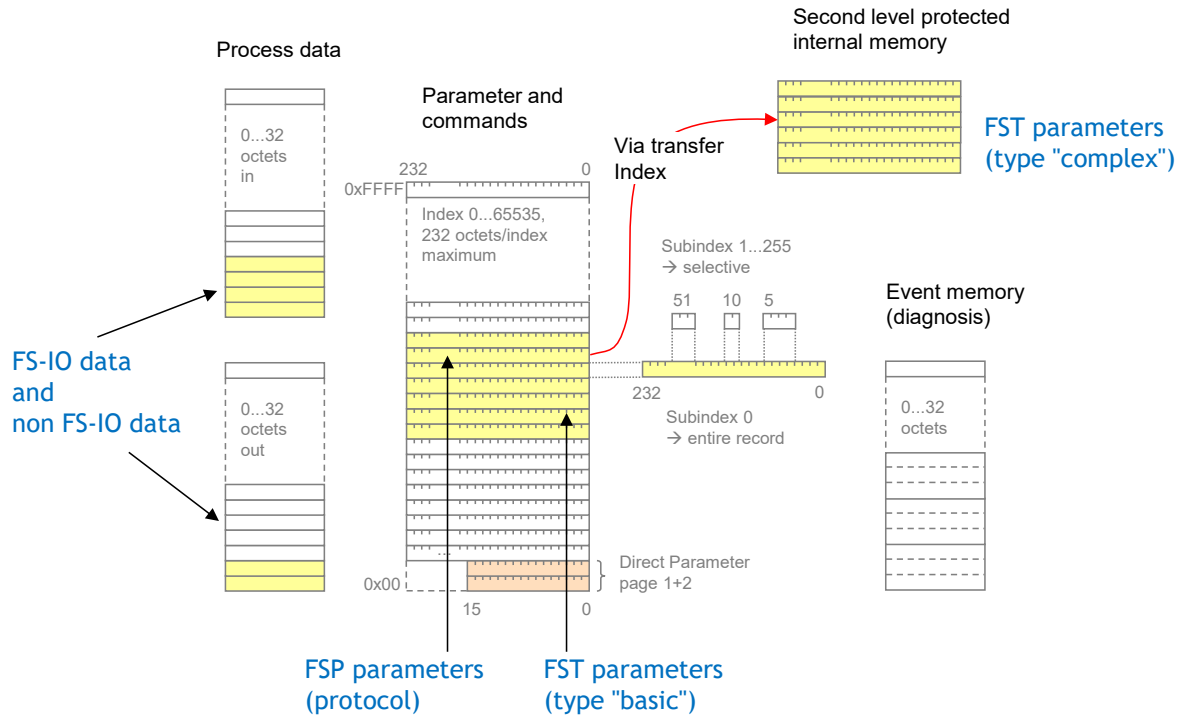 Process data
0...32
octets
in
FS-IO data
and
non FS-IO data
0...32
octets
out
Parameter and
commands
232
0
0xFFFF
Index 0...65535,
232 octets/index
maximum
...
0x00
15
0
Direct Parameter
page 1+2
FSP parameters
(protocol)
FST parameters
(type "basic")
Via transfer
Index
Second level protected
internal memory
FST parameters
(type "complex")
Subindex 1...255
→ selective
51
10
5
232
0
Subindex 0
→ entire record
Event memory
(diagnosis)
0...32
octets